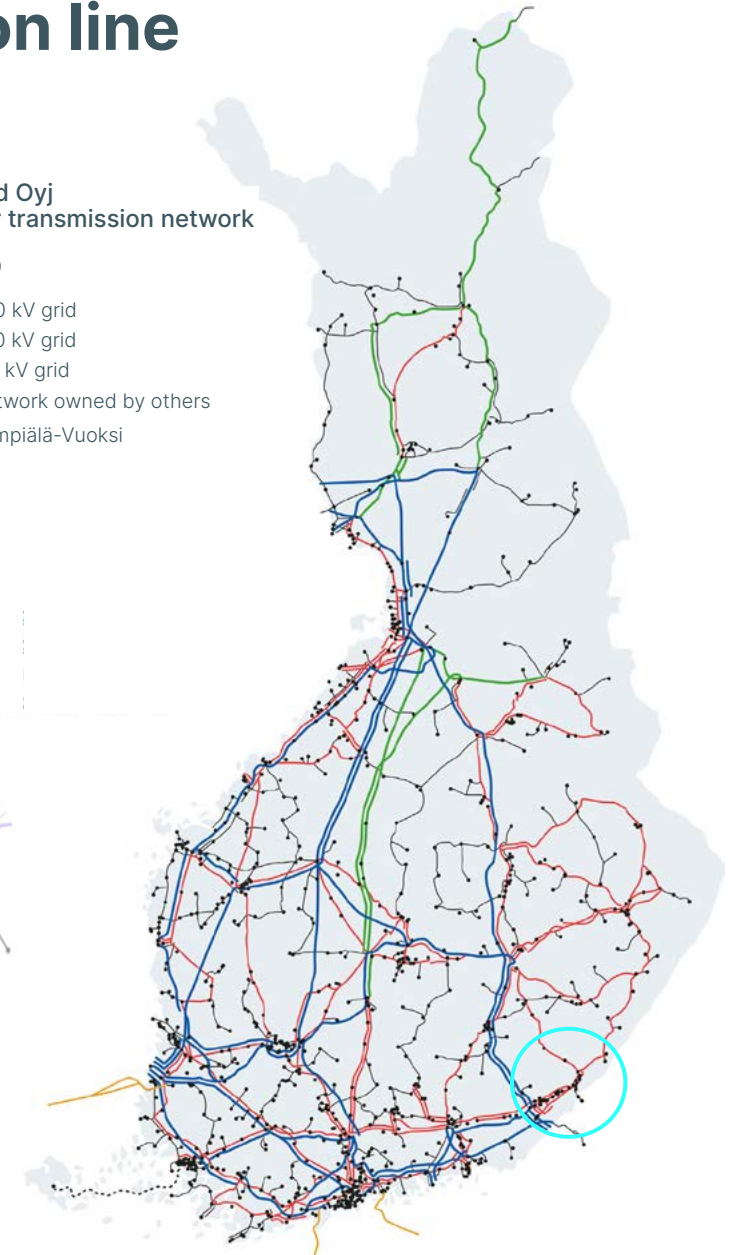 on line
d Oyj
transmission network
0 kV grid
0 kV grid
kV grid
twork owned by others
mpiälä-Vuoksi